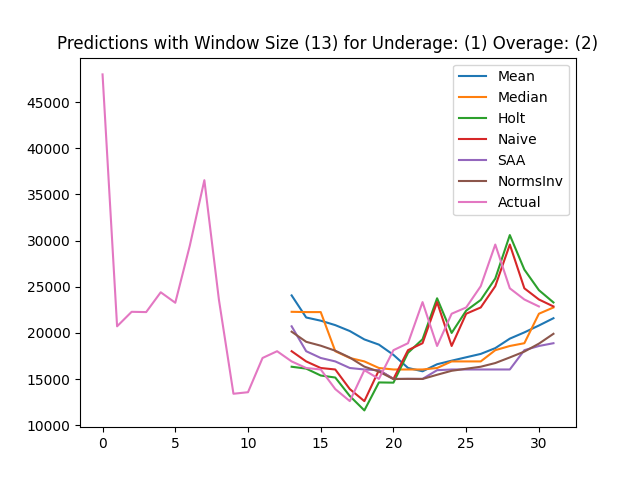 Predictions with Window Size (13) for Underage: (1) Overage: (2)
45000
40000
35000
30000
25000
20000
15000
10000
0 5 10 15 20 25 30
Mean
Median
Holt
Naive
SAA
NormsInv
Actual